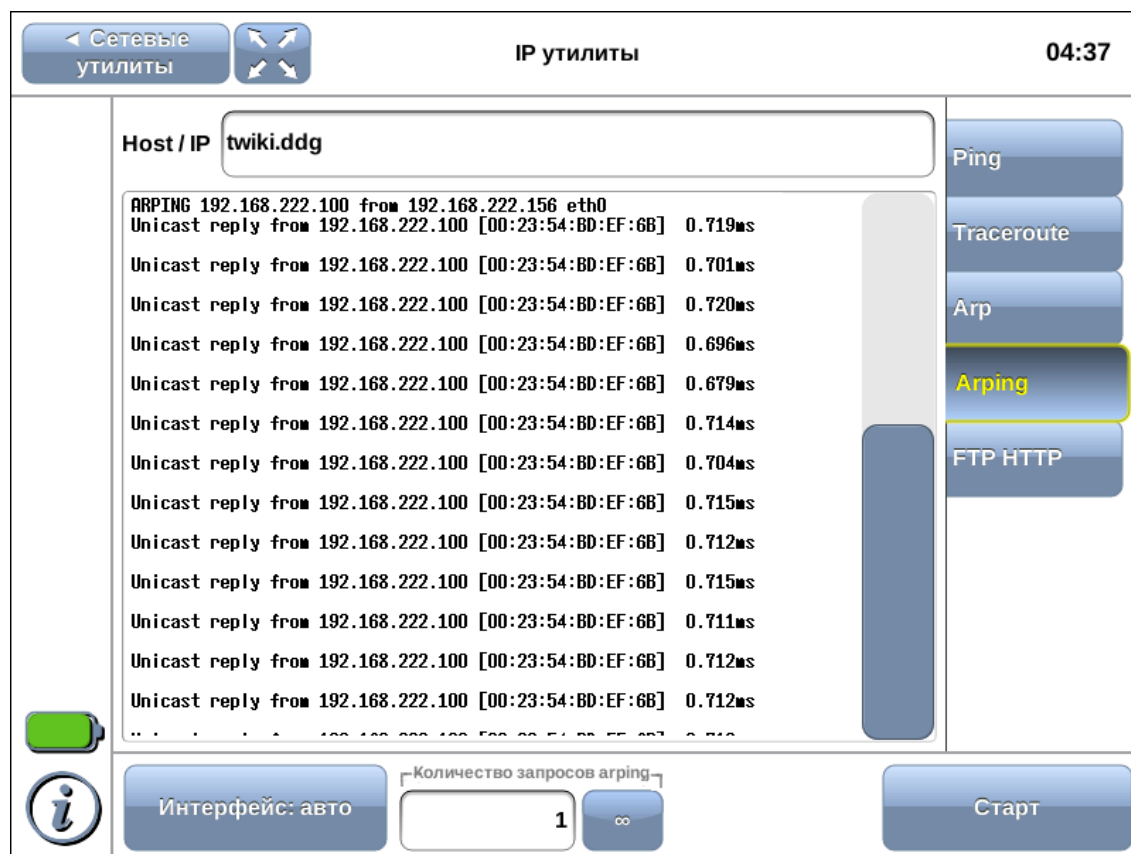 ◄ Сетевые
утилиты
IP утилиты
04:37
Host / IP
twiki.ddg
ARPING 192.168.222.100 from 192.168.222.156 eth0
Unicast reply from 192.168.222.100 [00:23:54:BD:EF:6B] 0.719ms
Unicast reply from 192.168.222.100 [00:23:54:BD:EF:6B] 0.701ms
Unicast reply from 192.168.222.100 [00:23:54:BD:EF:6B] 0.720ms
Unicast reply from 192.168.222.100 [00:23:54:BD:EF:6B] 0.696ms
Unicast reply from 192.168.222.100 [00:23:54:BD:EF:6B] 0.679ms
Unicast reply from 192.168.222.100 [00:23:54:BD:EF:6B] 0.714ms
Unicast reply from 192.168.222.100 [00:23:54:BD:EF:6B] 0.704ms
Unicast reply from 192.168.222.100 [00:23:54:BD:EF:6B] 0.715ms
Unicast reply from 192.168.222.100 [00:23:54:BD:EF:6B] 0.712ms
Unicast reply from 192.168.222.100 [00:23:54:BD:EF:6B] 0.715ms
Unicast reply from 192.168.222.100 [00:23:54:BD:EF:6B] 0.711ms
Unicast reply from 192.168.222.100 [00:23:54:BD:EF:6B] 0.712ms
Unicast reply from 192.168.222.100 [00:23:54:BD:EF:6B] 0.712ms
Ping
Traceroute
Arp
Arping
FTP HTTP
i
Интерфейс: авто
Количество запросов arping
1
∞
Старт